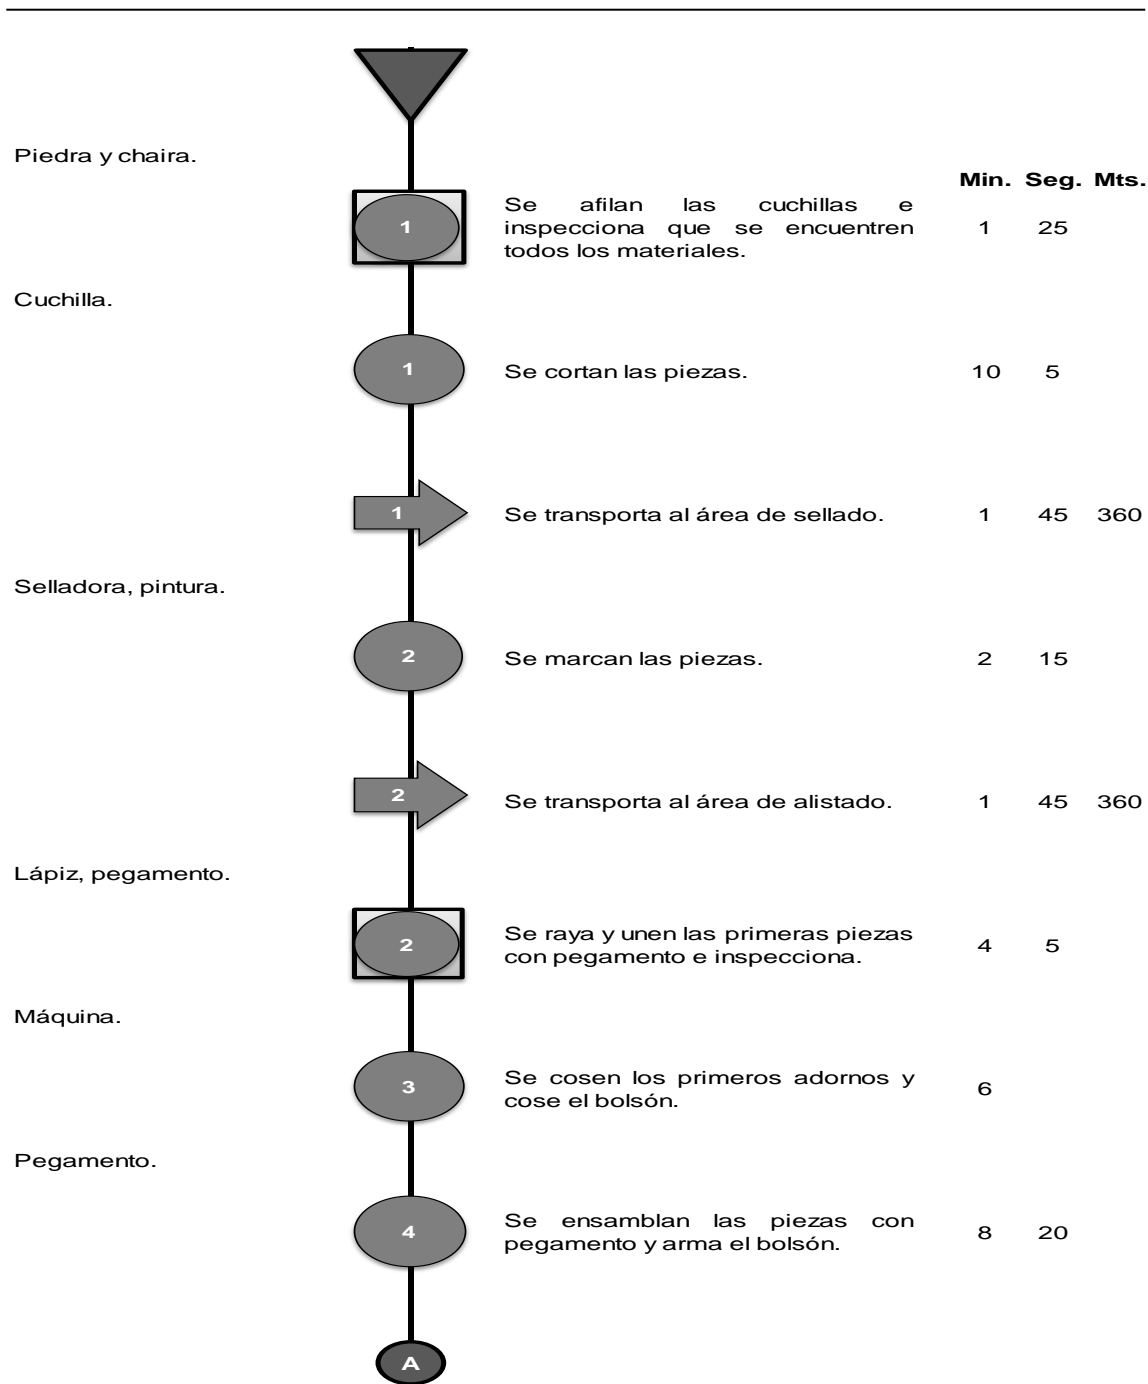 Piedra y chaira.
Min. Seg. Mts.
1
Se afilan las cuchillas e
inspecciona que se encuentren
todos los materiales.
1 25
Cuchilla.
1
Se cortan las piezas.
10 5
1
Se transporta al área de sellado.
1 45 360
Selladora, pintura.
2
Se marcan las piezas.
2 15
2
Se transporta al área de alistado.
1 45 360
Lápiz, pegamento.
2
Se raya y unen las primeras piezas
con pegamento e inspecciona.
4 5
Máquina.
3
Se cosen los primeros adornos y
cose el bolsón.
6
Pegamento.
4
Se ensamblan las piezas con
pegamento y arma el bolsón.
8 20
A